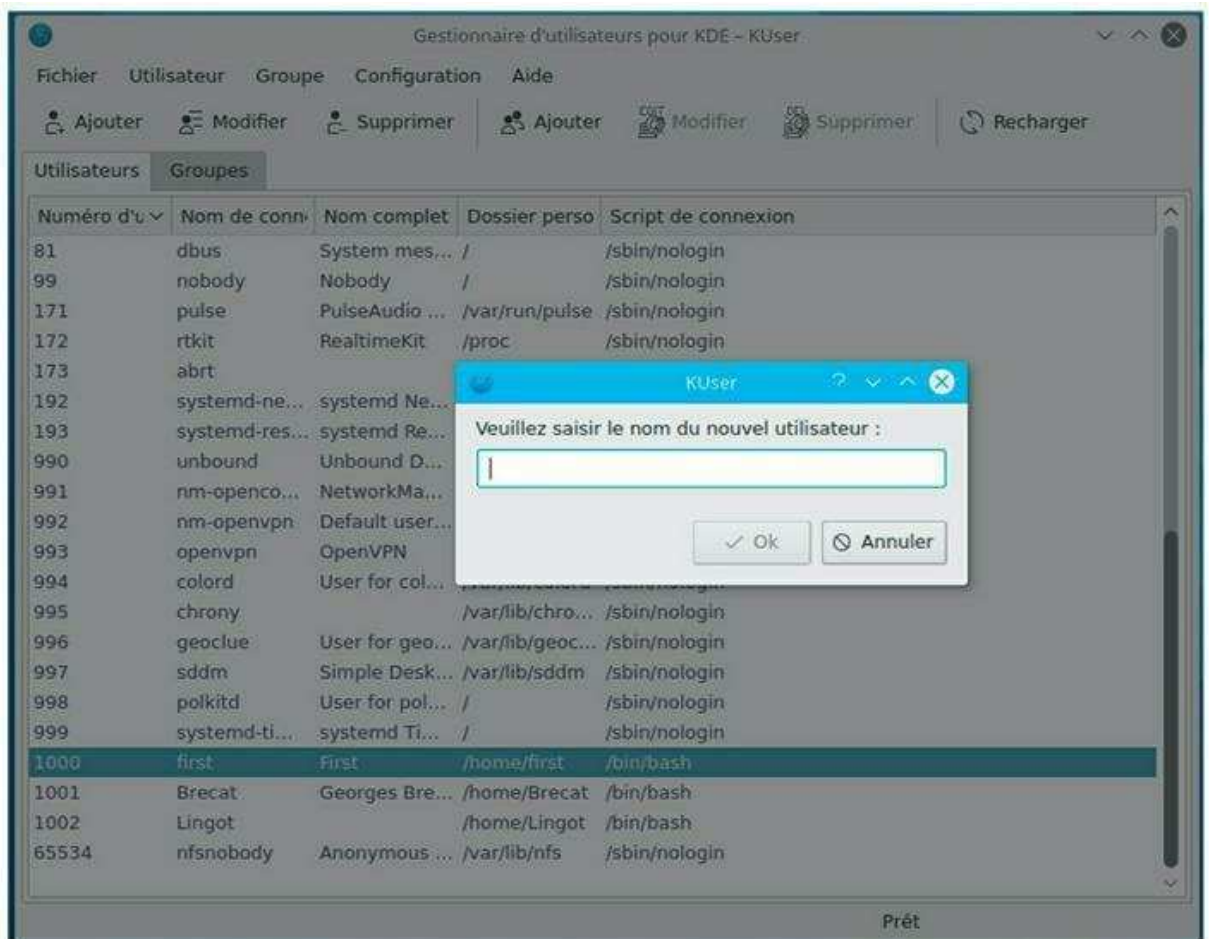 Gestionnaire d'utilisateurs pour KDE – KUser
Fichier Utilisateur Groupe Configuration Aide
Ajouter Modifier Supprimer Ajouter EDIT Modifier DEL Supprimer Recharger
Utilisateurs Groupes
Numéro d'u Nom de conn Nom complet Dossier perso Script de connexion
81 dbus System mes... / /sbin/nologin
99 nobody Nobody / /sbin/nologin
171 pulse PulseAudio ... /var/run/pulse /sbin/nologin
172 rtkit RealtimeKit /proc /sbin/nologin
173 abrt
192 systemd-ne... systemd Ne...
193 systemd-res... systemd Re...
990 unbound Unbound D...
991 nm-openco... NetworkMa...
992 nm-openvpn Default user...
993 openvpn OpenVPN
994 colord User for col...
995 chrony /var/lib/chro... /sbin/nologin
996 geoclue User for geo... /var/lib/geoc... /sbin/nologin
997 sddm Simple Desk... /var/lib/sddm /sbin/nologin
998 polkitd User for pol... / /sbin/nologin
999 systemd-ti... systemd Ti... / /sbin/nologin
1000 first First /home/first /bin/bash
1001 Brecat Georges Bre... /home/Brecat /bin/bash
1002 Lingot /home/Lingot /bin/bash
65534 nfsnobody Anonymous ... /var/lib/nfs /sbin/nologin
KUser
Veuillez saisir le nom du nouvel utilisateur :
Ok Annuler
Prêt